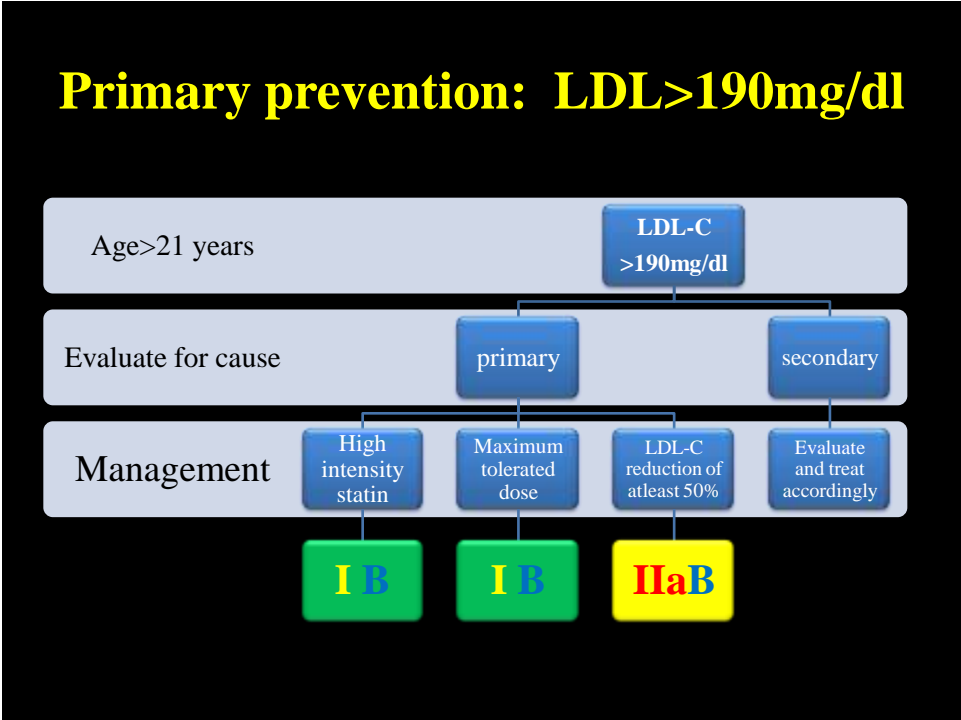 Primary prevention:  LDL>190mg/dl
Age>21 years
LDL-C
>190mg/dl
Evaluate for cause
primary
secondary
Management
High
intensity
statin
Maximum
tolerated
dose
LDL-C
reduction of
atleast 50%
Evaluate
and treat
accordingly
I B
I B
IIaB